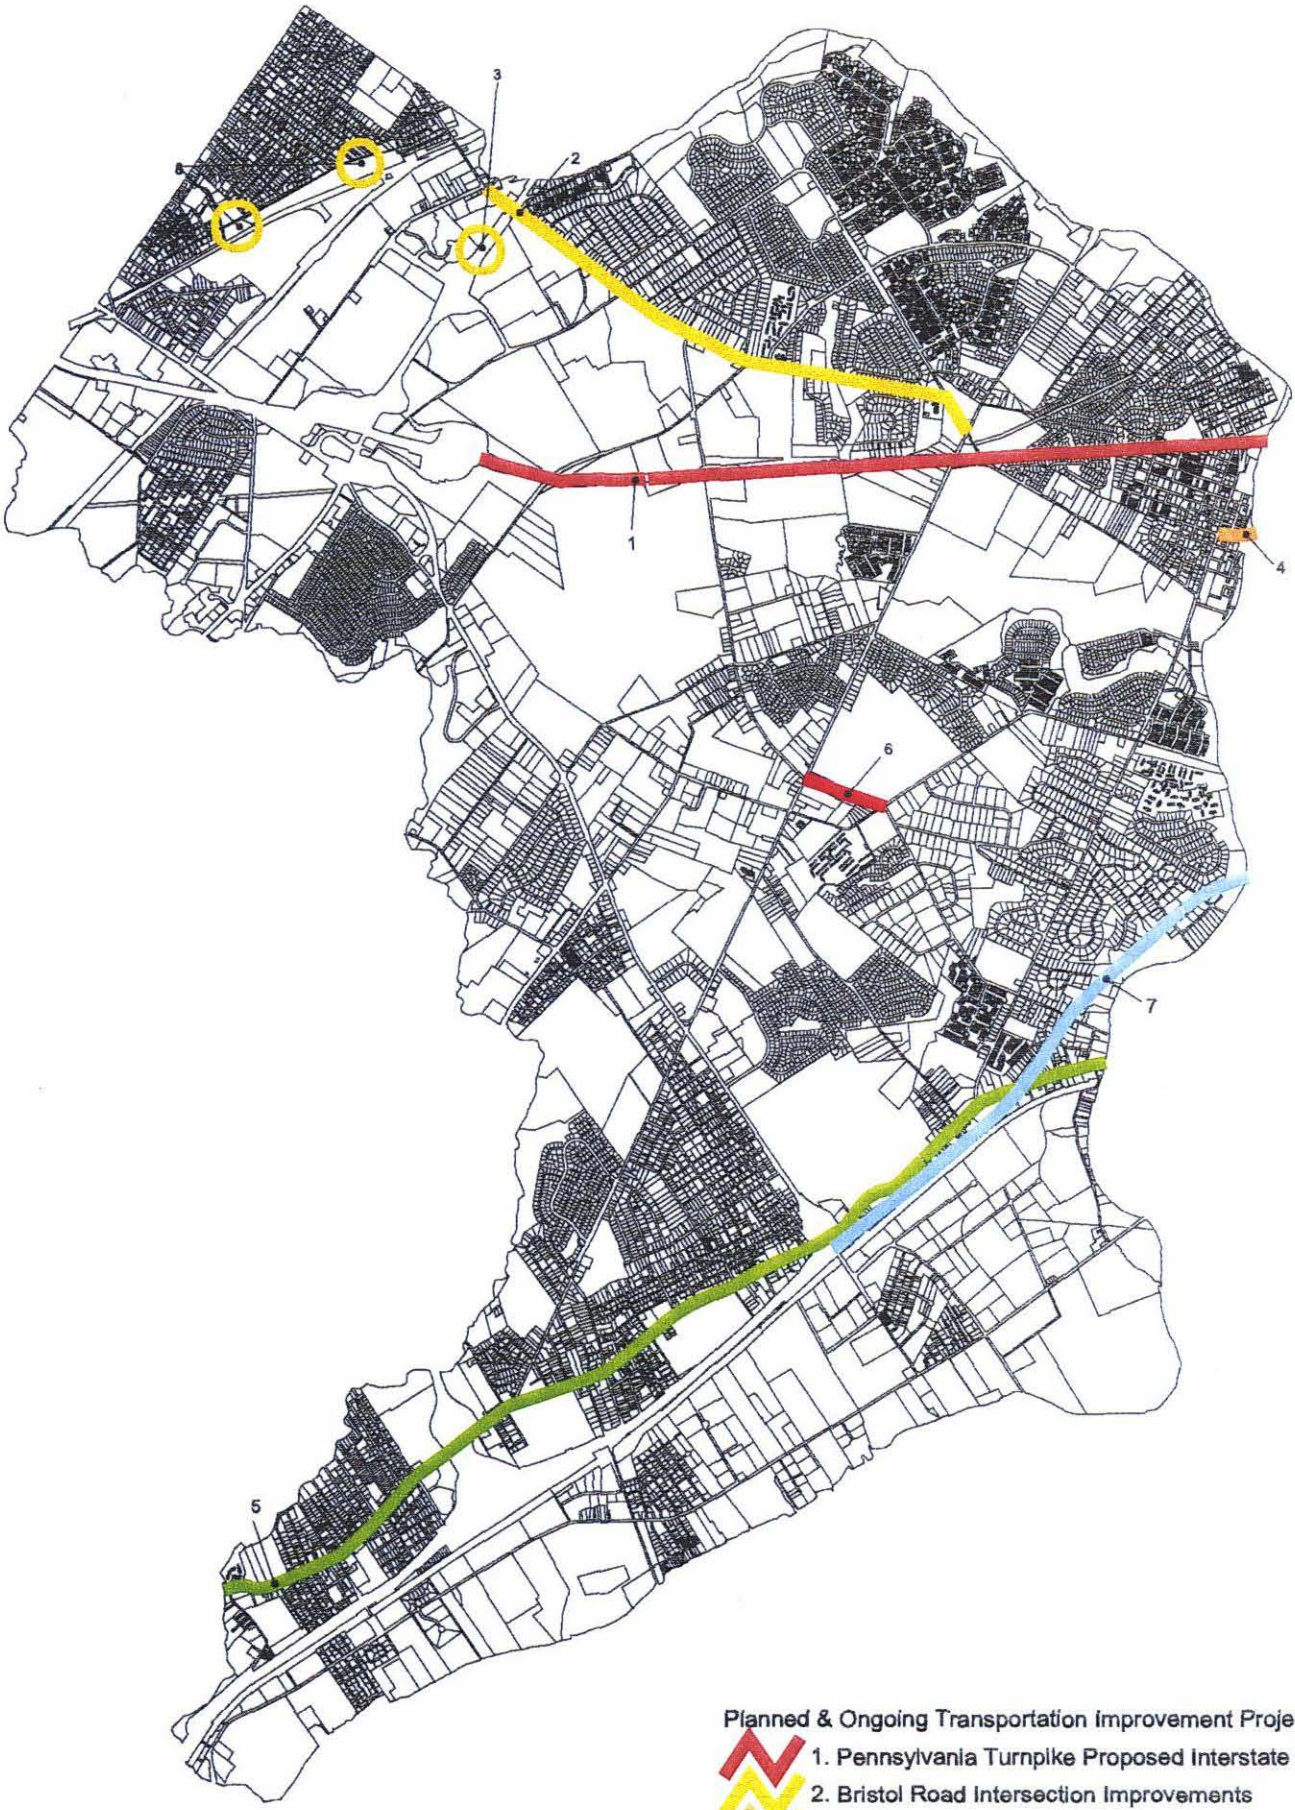 3
2
8
1
4
6
7
5
Planned & Ongoing Transportation Improvement Proje
1. Pennsylvania Turnpike Proposed Interstate
2. Bristol Road Intersection Improvements